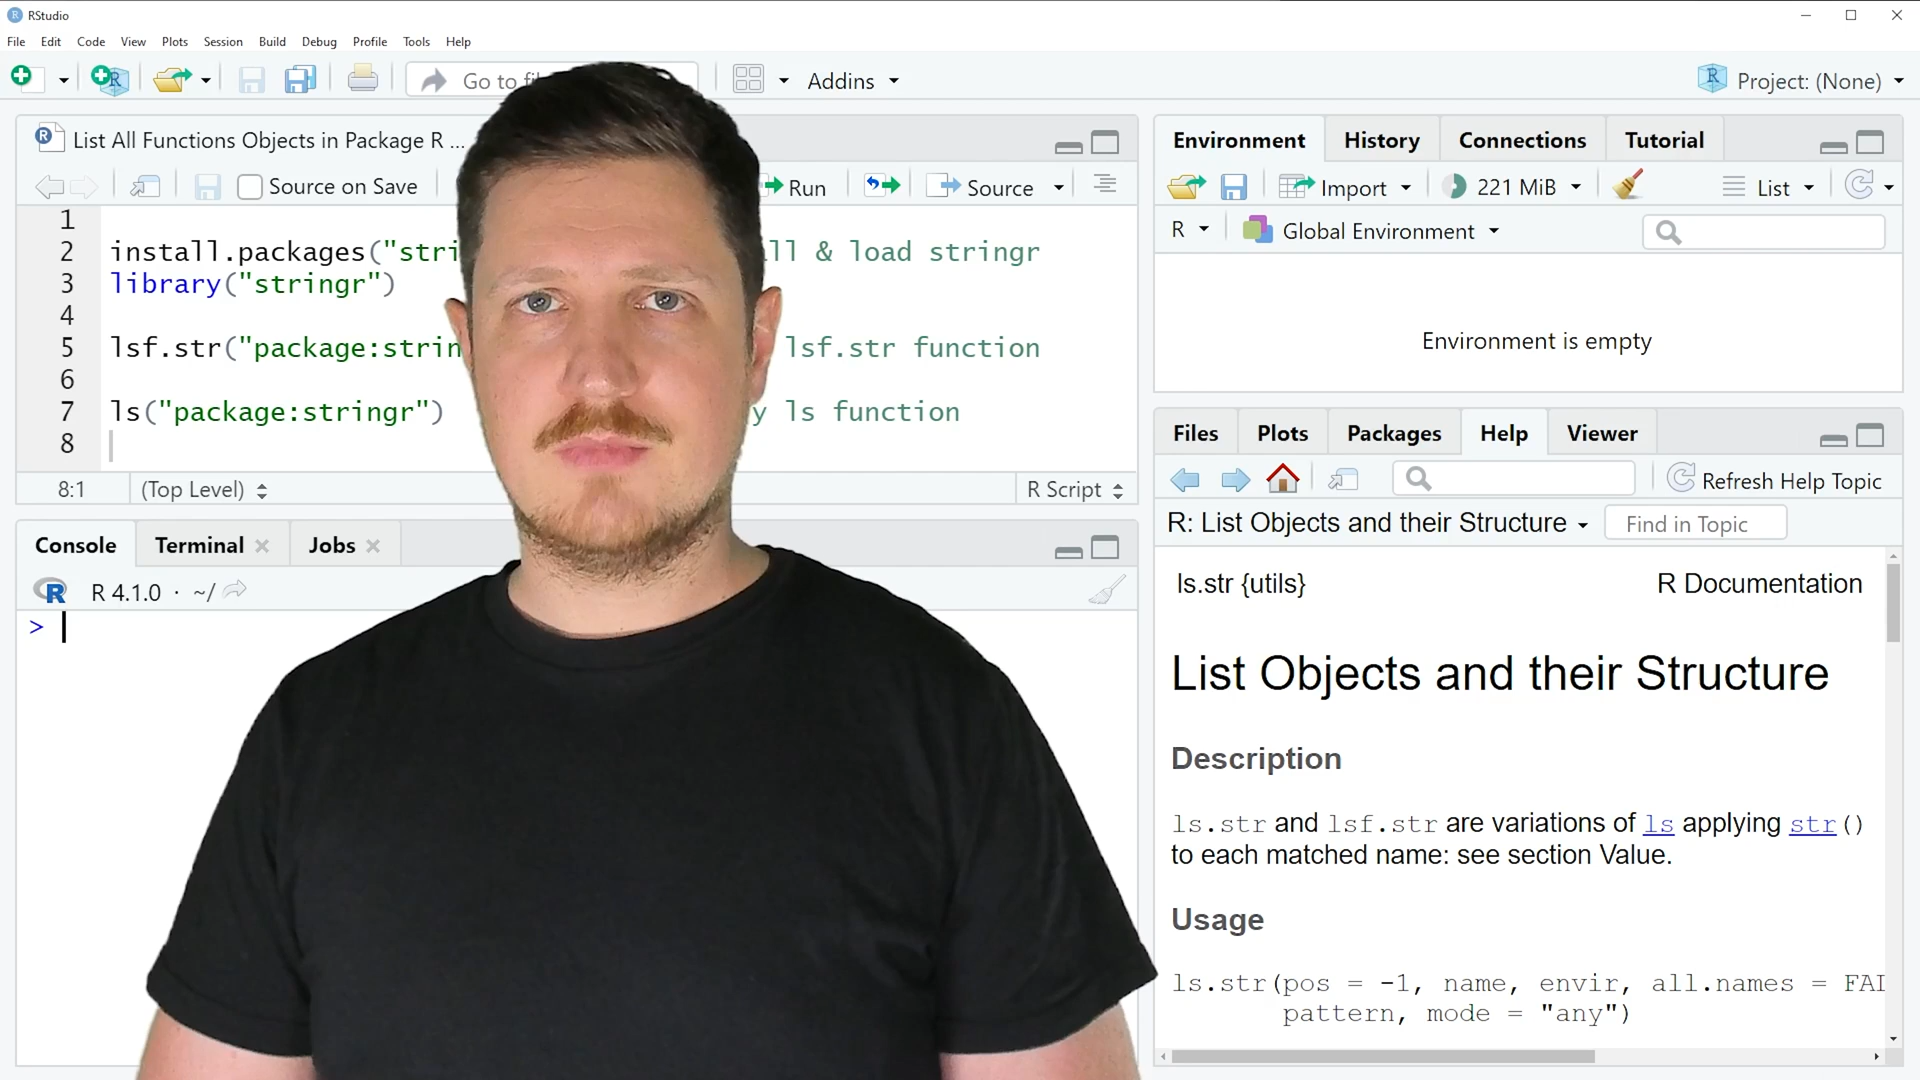 RStudio
File Edit Code View Plots Session Build Debug Profile Tools Help
Go to
Addins
Project: (None)
List All Functions Objects in Package R ...
Source on Save
Run
Source
1
2 install.packages("stri ll & load stringr
3 library("stringr")
4
5 lsf.str("package:strin lsf.str function
6
7 ls("package:stringr") y ls function
8
8:1 (Top Level) R Script
Console Terminal Jobs
R 4.1.0 · ~/
>
Environment History Connections Tutorial
Import 221 MiB List
R Global Environment
Environment is empty
Files Plots Packages Help Viewer
Refresh Help Topic
R: List Objects and their Structure Find in Topic
ls.str {utils} R Documentation
List Objects and their Structure
Description
ls.str and lsf.str are variations of ls applying str()
to each matched name: see section Value.
Usage
ls.str(pos = -1, name, envir, all.names = FAL
pattern, mode = "any")